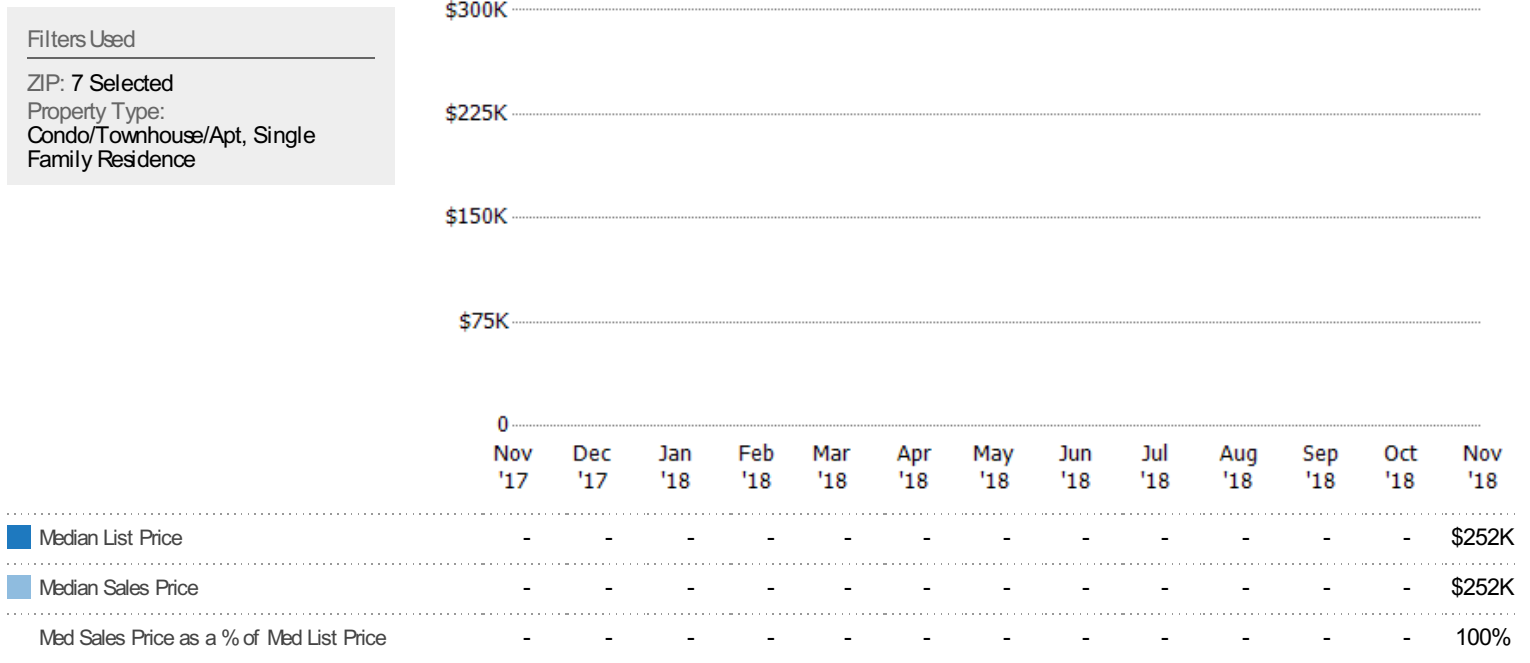 Filters Used
ZIP: 7 Selected
Property Type:
Condo/Townhouse/Apt, Single
Family Residence
$300K
$225K
$150K
$75K
0
Nov Dec Jan Feb Mar Apr May Jun Jul Aug Sep Oct Nov
'17 '17 '18 '18 '18 '18 '18 '18 '18 '18 '18 '18 '18
Median List Price - - - - - - - - - - - - $252K
Median Sales Price - - - - - - - - - - - - $252K
Med Sales Price as a % of Med List Price - - - - - - - - - - - - 100%